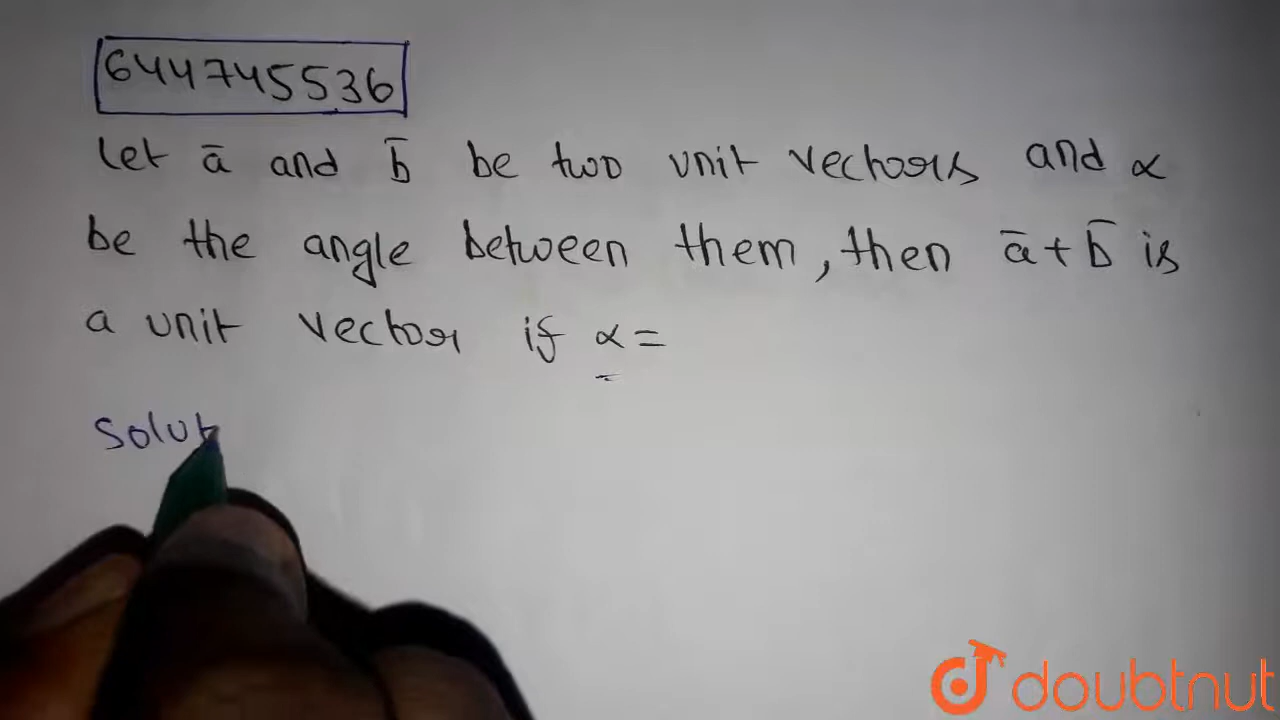 644745536
Let a̅ and b̅ be two unit vectors and α
be the angle between them, then a̅ + b̅ is
a unit vector if α =
Solut
doubtnut